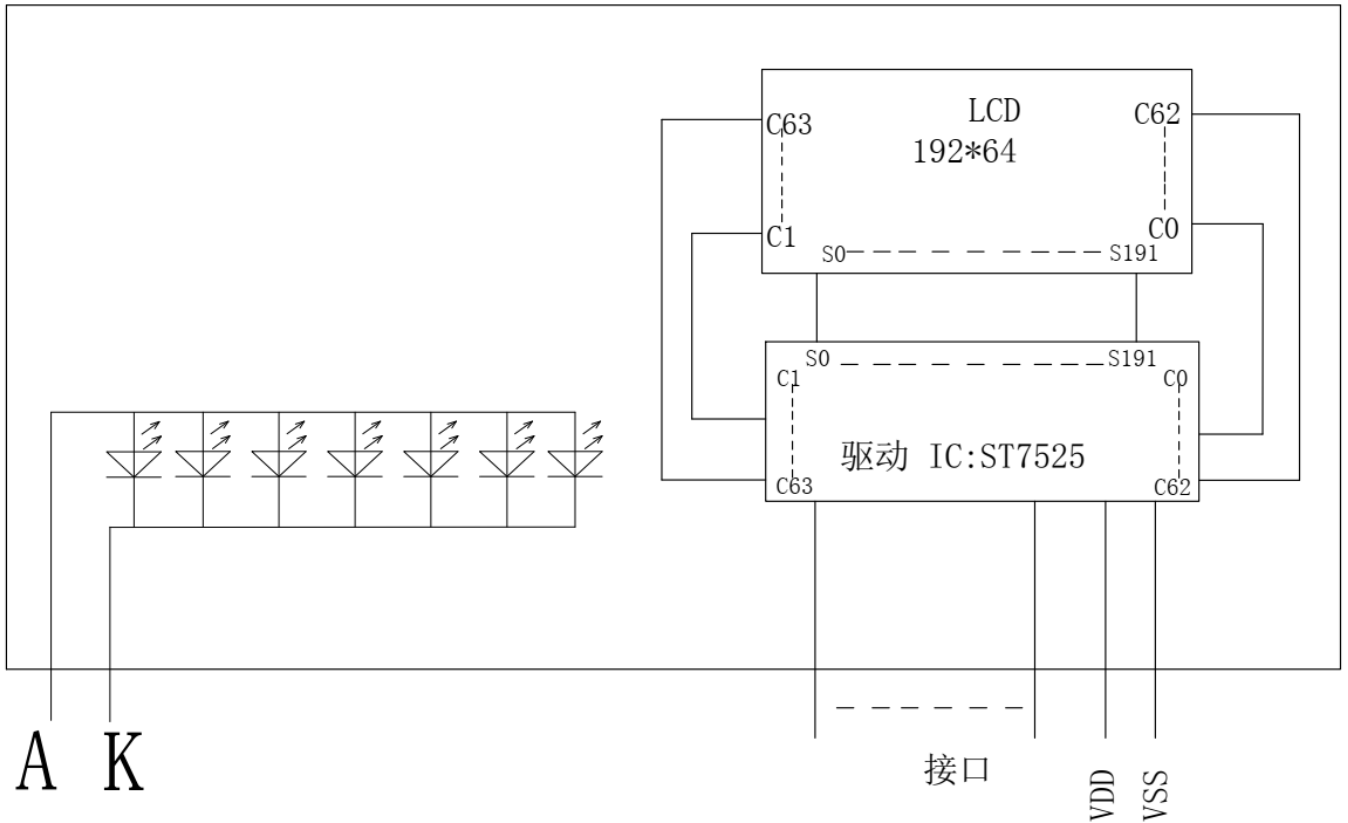 LCD
192*64
C63
C62
C1
C0
S0
S191
S0
S191
C1
C0
驱动 IC:ST7525
C63
C62
A
K
接口
VDD
VSS